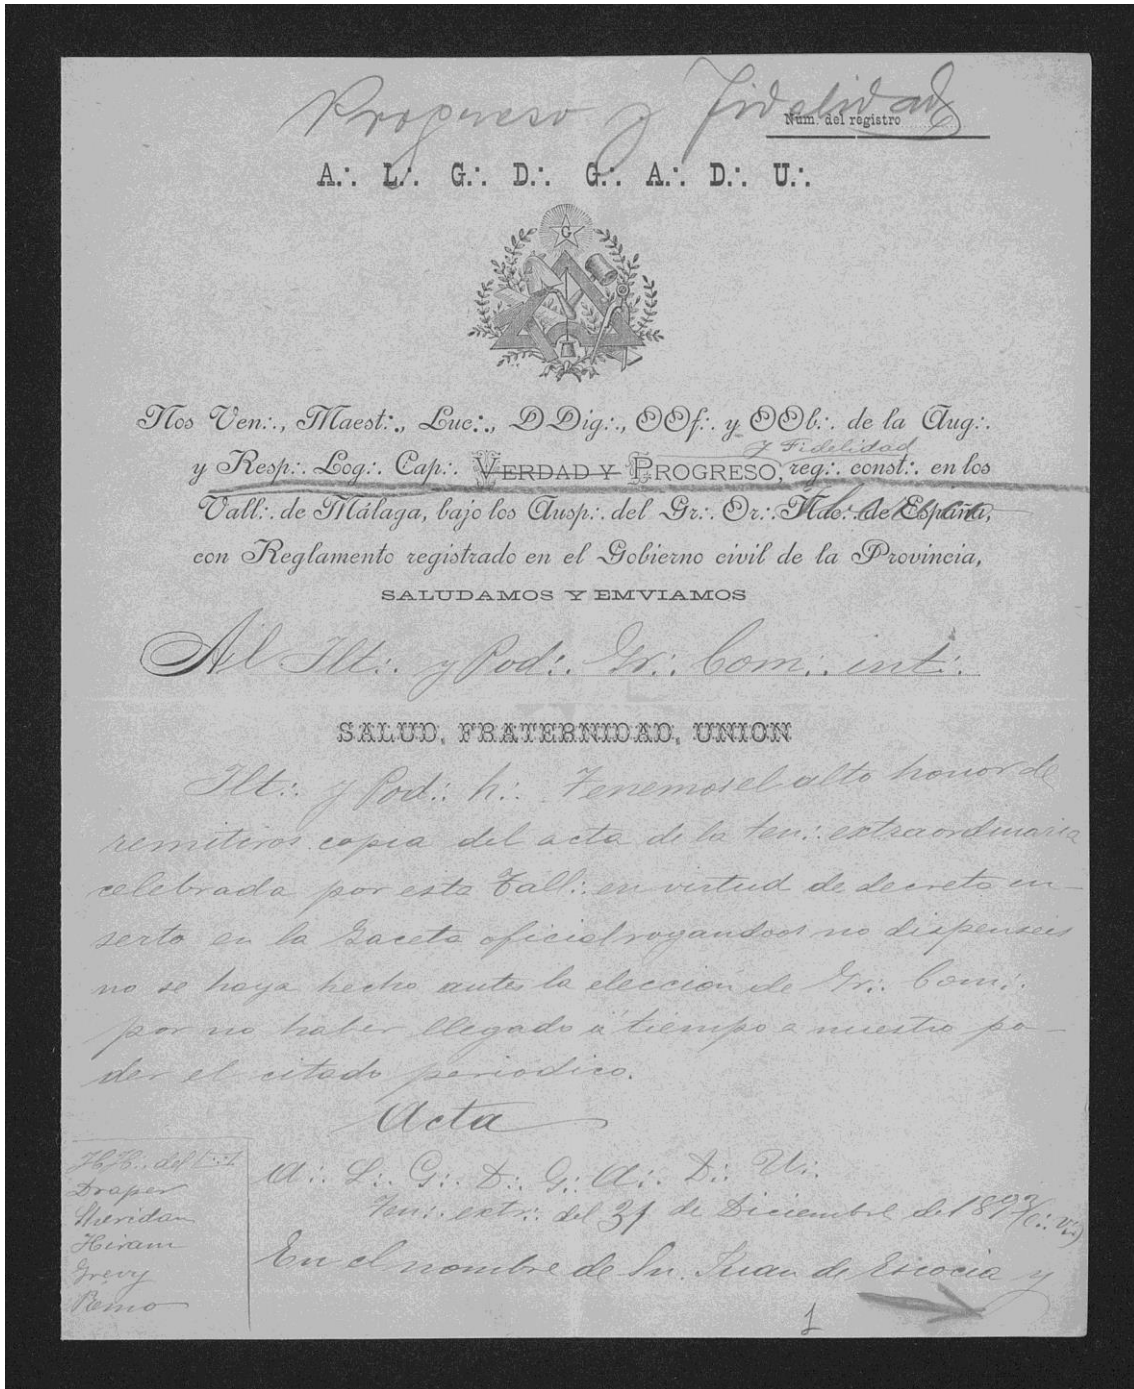 Progreso y Fidelidad
Núm. del registro
A.·. L.·. G.·. D.·. G.·. A.·. D.·. U.·.
G
Nos Ven.·., Maest.·., Luc.·., DDig.·., OOf.·. y OOb.·. de la Aug.·.
y Fidelidad
y Resp.·. Log.·. Cap.·. VERDAD Y PROGRESO, reg.·. const.·. en los
Vall.·. de Málaga, bajo los Ausp.·. del Gr.·. Or.·. Nac.·. de España,
con Reglamento registrado en el Gobierno civil de la Provincia,
SALUDAMOS Y EMVIAMOS
Al Ilt.·. y Pod.·. Gr.·. Com.·. int.·.
SALUD, FRATERNIDAD, UNION
Ilt.·. y Pod.·. h.·. Tenemos el alto honor de
remitiros copia del acta de la ten.·. extraordinaria
celebrada por este Tall.·. en virtud de decreto in-
serto en la Gaceta oficial rogandoos no dispenseis
no se haya hecho antes la elección de Gr.·. Com.·.
por no haber llegado á tiempo a nuestro po-
der el citado periodico.
Acta
A.·. L.·. G.·. D.·. G.·. A.·. D.·. U.·.
Ten.·. extr.·. del 31 de Diciembre de
En el nombre de Sn. Juan de Escocia y
HH.·. del
Draper
Sheridan
Hiram
Grevy
Remo
1